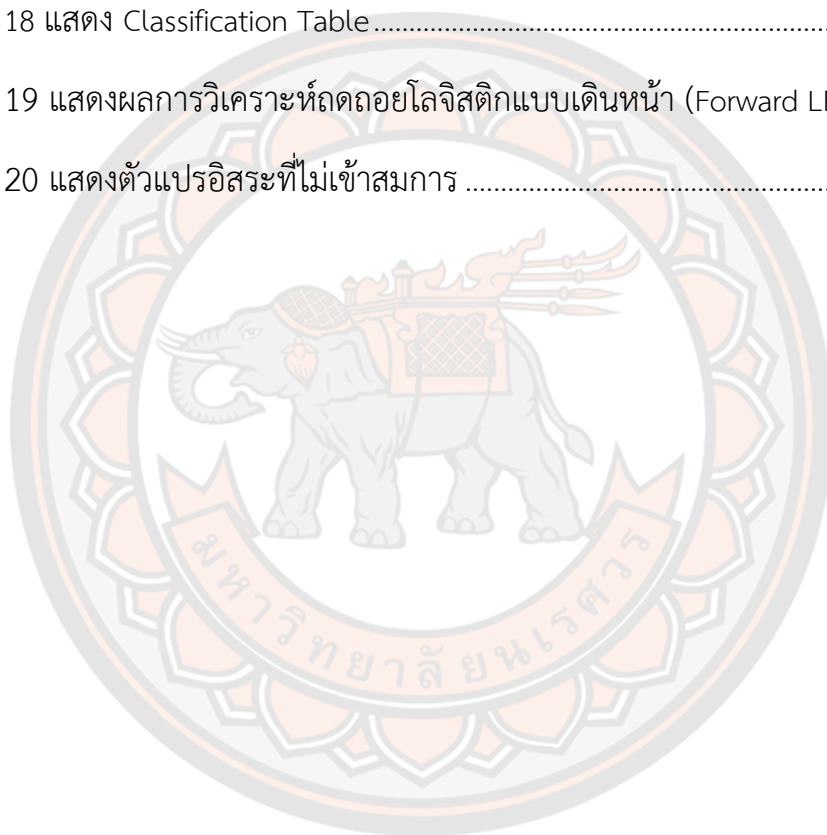 18 แสดง Classification Table..............................................................
19 แสดงผลการวิเคราะห์ถดถอยโลจิสติกแบบเดินหน้า (Forward
20 แสดงตัวแปรอิสระที่ไม่เข้าสมการ ..................................................
มหาวิทยาลัยนเรศวร